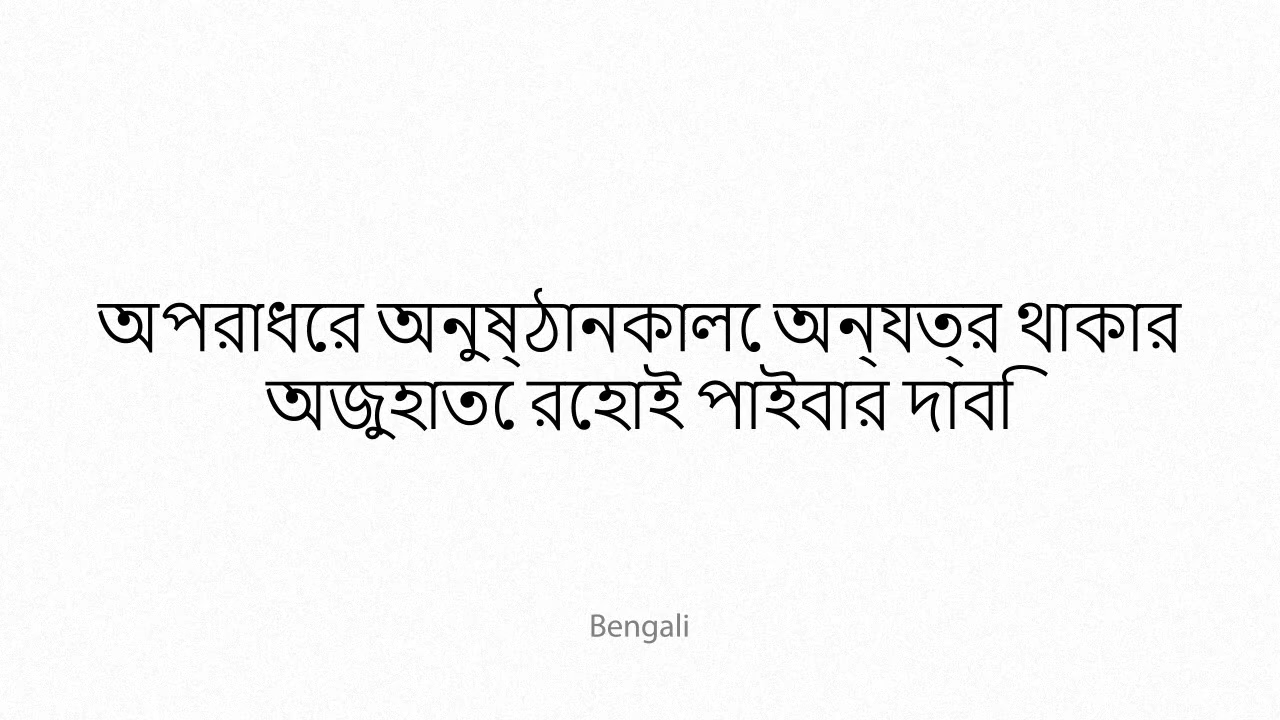 অপরাধের অনুষ্ঠানকালে অন্যত্র থাকার
অজুহাতে রেহাই পাইবার দাবি
Bengali